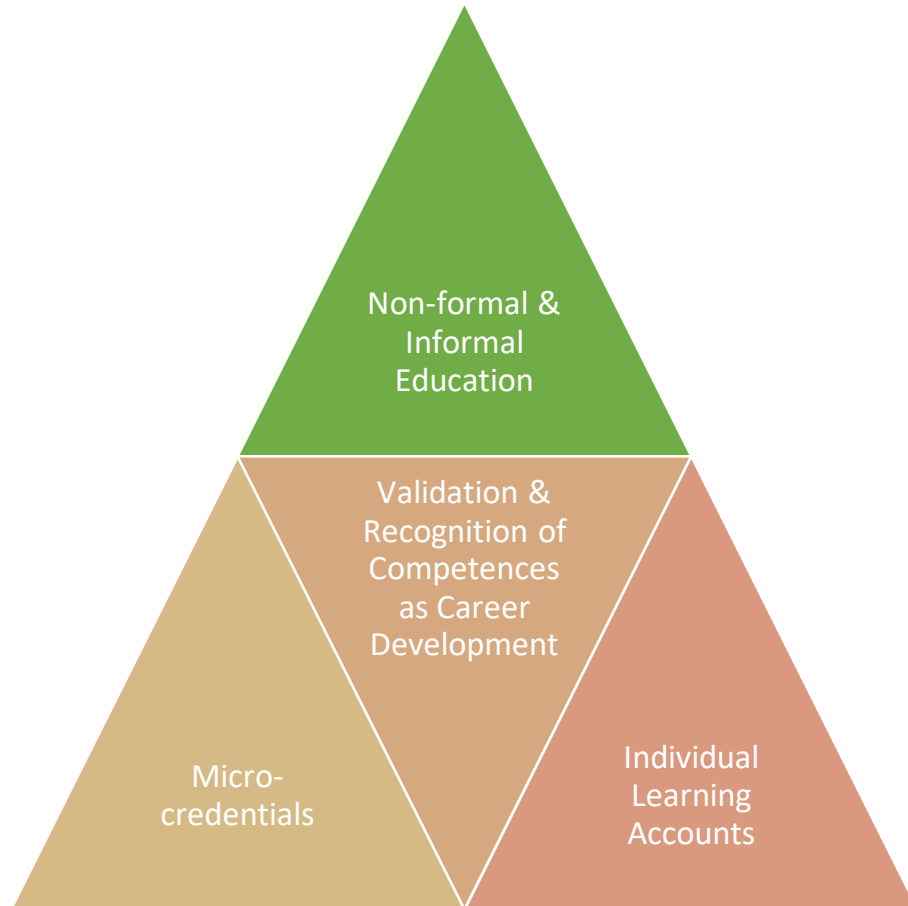 Non-formal &
Informal
Education
Validation &
Recognition of
Competences
as Career
Development
Micro-
credentials
Individual
Learning
Accounts